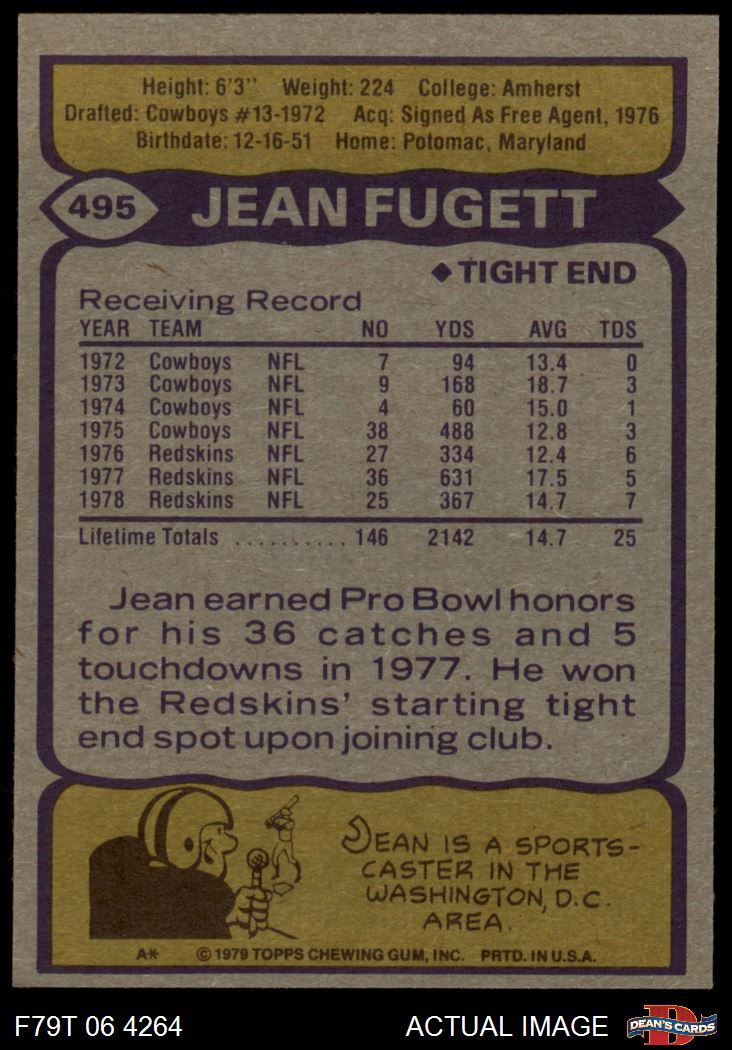 Height: 6'3" Weight: 224 College: Amherst
Drafted: Cowboys #13-1972 Acq: Signed As Free Agent, 1976
Birthdate: 12-16-51 Home: Potomac, Maryland
495 JEAN FUGETT
◆TIGHT END
Receiving Record
YEAR TEAM NO YDS AVG TDS
1972 Cowboys NFL 7 94 13.4 0
1973 Cowboys NFL 9 168 18.7 3
1974 Cowboys NFL 4 60 15.0 1
1975 Cowboys NFL 38 488 12.8 3
1976 Redskins NFL 27 334 12.4 6
1977 Redskins NFL 36 631 17.5 5
1978 Redskins NFL 25 367 14.7 7
Lifetime Totals .......... 146 2142 14.7 25
Jean earned Pro Bowl honors
for his 36 catches and 5
touchdowns in 1977. He won
the Redskins' starting tight
end spot upon joining club.
JEAN IS A SPORTS-
CASTER IN THE
WASHINGTON, D.C.
AREA.
A* © 1979 TOPPS CHEWING GUM, INC. PRTD. IN U.S.A.
F79T 06 4264 ACTUAL IMAGE D DEAN'S CARDS